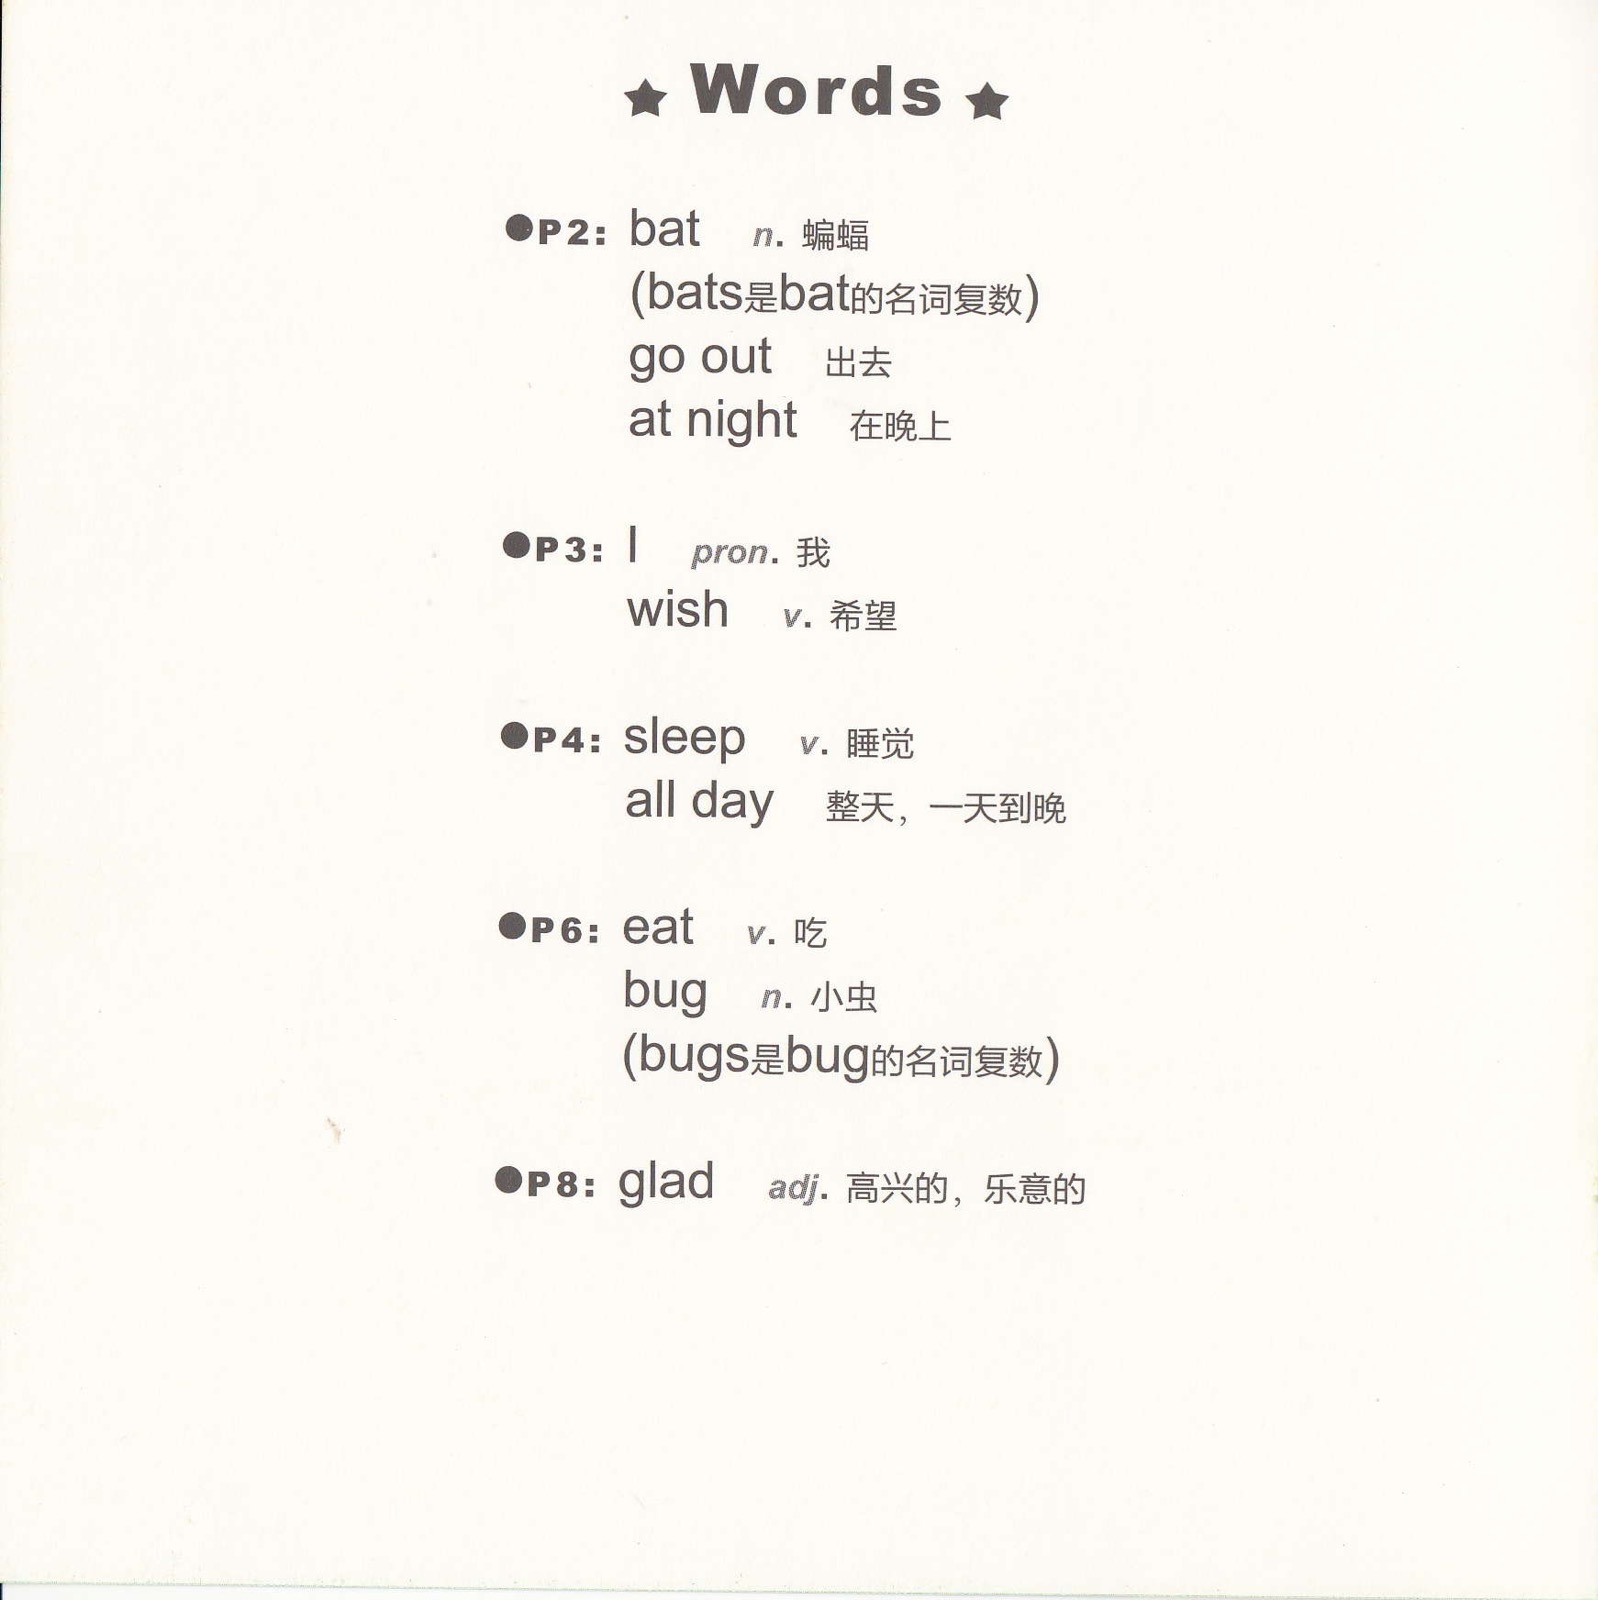 ★ Words ★
●P2: bat n. 蝙蝠
(bats是bat的名词复数)
go out 出去
at night 在晚上
●P3: I pron. 我
wish v. 希望
●P4: sleep v. 睡觉
all day 整天，一天到晚
●P6: eat v. 吃
bug n. 小虫
(bugs是bug的名词复数)
●P8: glad adj. 高兴的，乐意的